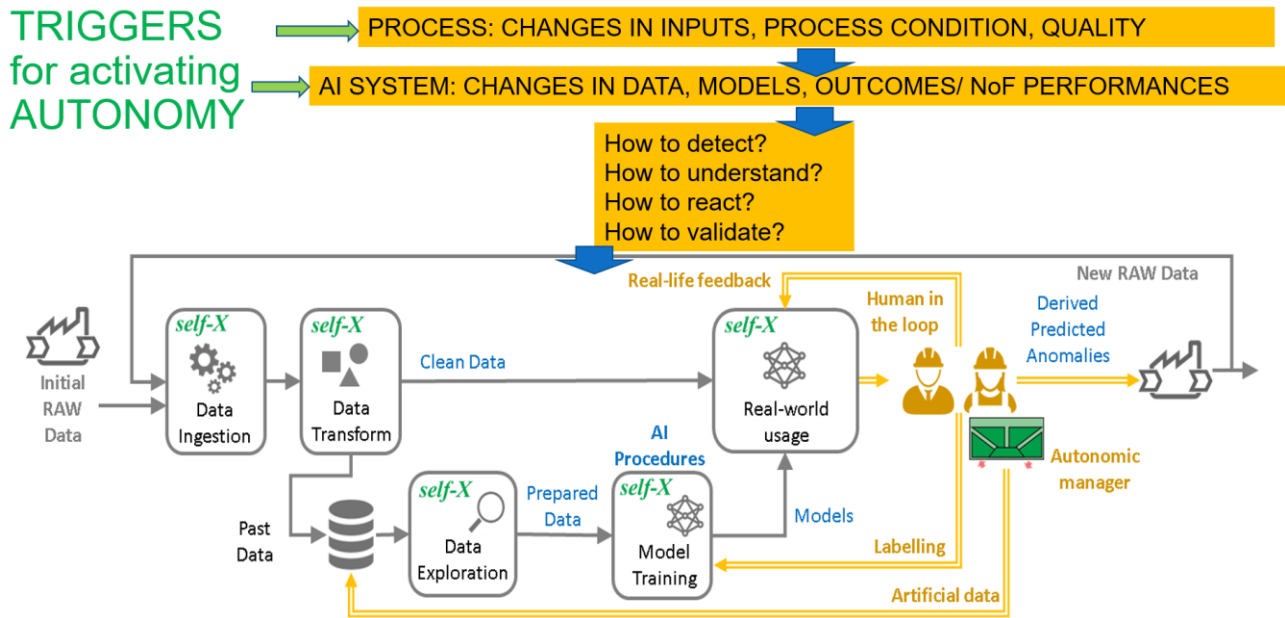 TRIGGERS
for activating
AUTONOMY
PROCESS: CHANGES IN INPUTS, PROCESS CONDITION, QUALITY
AI SYSTEM: CHANGES IN DATA, MODELS, OUTCOMES/ NoF PERFORMANCES
How to detect?
How to understand?
How to react?
How to validate?
Real-life feedback
New RAW Data
Human in
the loop
Derived
Predicted
Anomalies
Initial
RAW
Data
self-X
Data
Ingestion
self-X
Data
Transform
Clean Data
self-X
Real-world
usage
AI
Procedures
Autonomic
manager
Past
Data
self-X
Data
Exploration
Prepared
Data
self-X
Model
Training
Models
Labelling
Artificial data